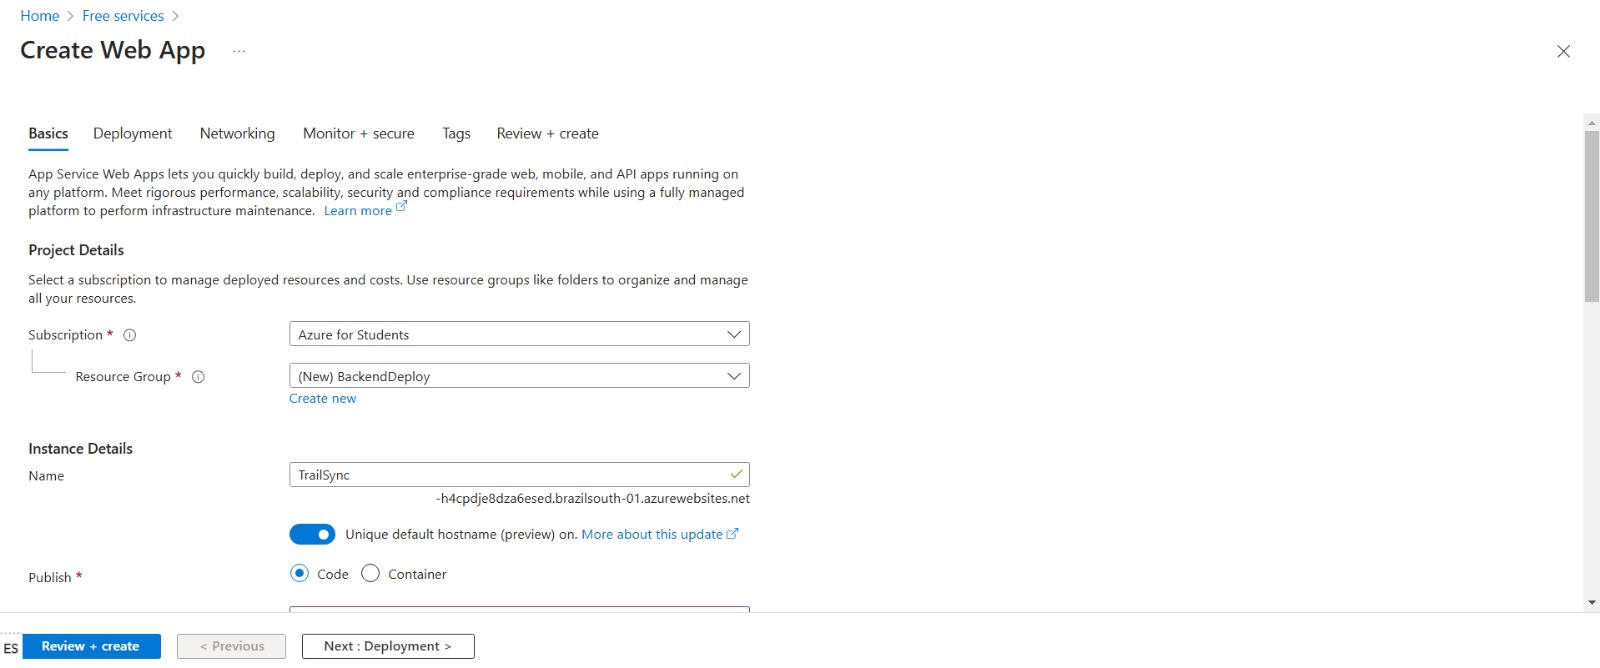 Home > Free services >
Create Web App ...
Basics Deployment Networking Monitor + secure Tags Review + create
App Service Web Apps lets you quickly build, deploy, and scale enterprise-grade web, mobile, and API apps running on
any platform. Meet rigorous performance, scalability, security and compliance requirements while using a fully managed
platform to perform infrastructure maintenance. Learn more
Project Details
Select a subscription to manage deployed resources and costs. Use resource groups like folders to organize and manage
all your resources.
Subscription * Azure for Students
Resource Group * (New) BackendDeploy
Create new
Instance Details
Name TrailSync
-h4cpdje8dza6esed.brazilsouth-01.azurewebsites.net
Unique default hostname (preview) on. More about this update
Publish * Code Container
ES Review + create < Previous Next : Deployment >